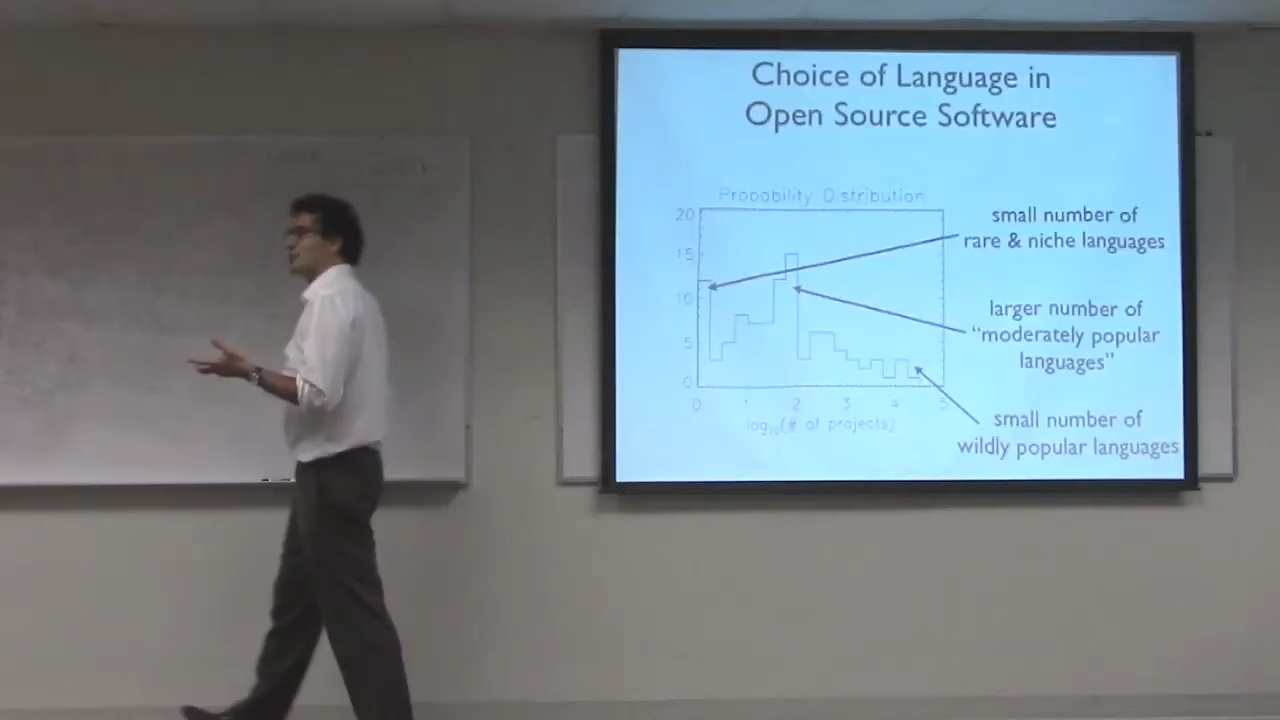 Choice of Language in
Open Source Software
Probability Distribution
20
15
10
5
0
0 1 2 3 4 5
log₁₀(# of projects)
small number of
rare & niche languages
larger number of
“moderately popular
languages”
small number of
wildly popular languages